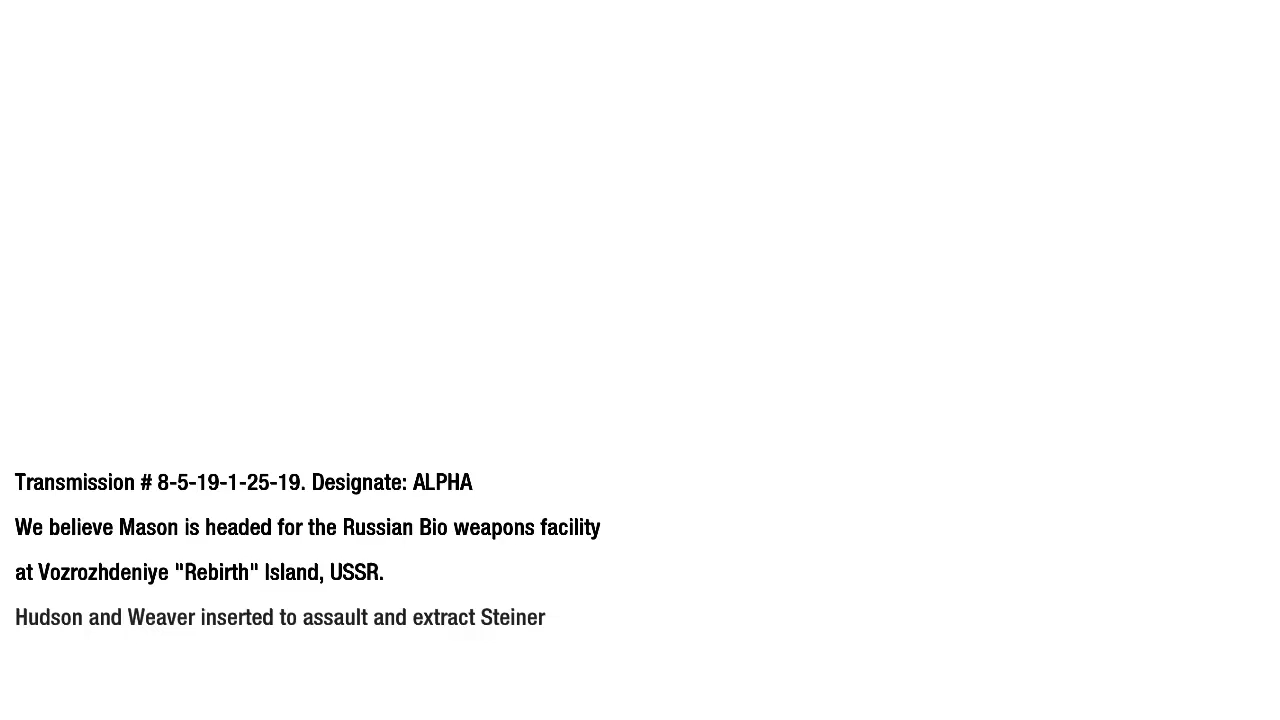 Transmission # 8-5-19-1-25-19. Designate: ALPHA
We believe Mason is headed for the Russian Bio weapons facility
at Vozrozhdeniye "Rebirth" Island, USSR.
Hudson and Weaver inserted to assault and extract Steiner